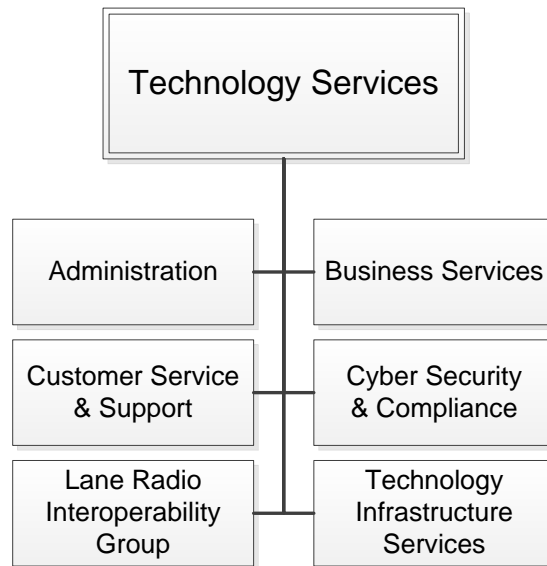 Technology Services
Administration
Business Services
Customer Service
& Support
Cyber Security
& Compliance
Lane Radio
Interoperability
Group
Technology
Infrastructure
Services